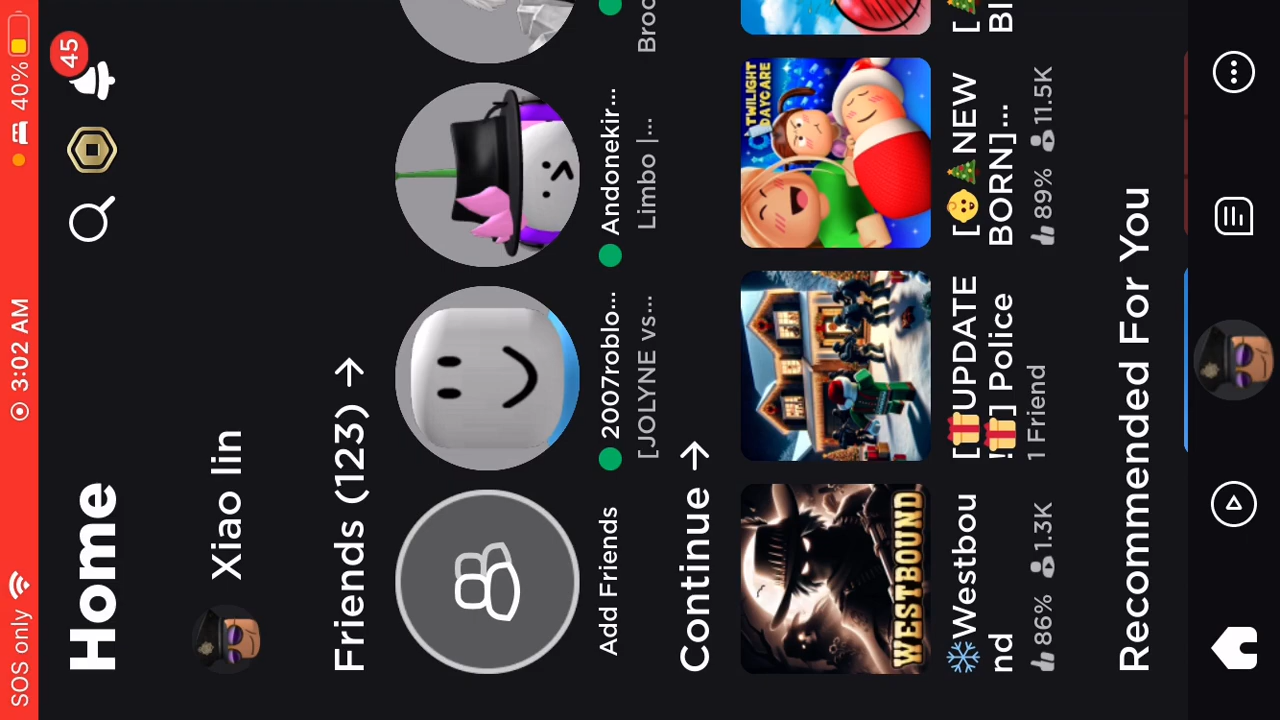 SOS only 3:02 AM 40%
Home
45
Xiao lin
Friends (123) →
Add Friends
2007roblo...
[JOLYNE vs...
Andonekir...
Limbo |...
Broo
Continue →
WESTBOUND
❄️Westbou
nd
86% 1.3K
[🎁UPDATE
!🎁] Police
1 Friend
TWILIGHT
DAYCARE
[👶🎄NEW
BORN]...
89% 11.5K
[🎄
Recommended For You